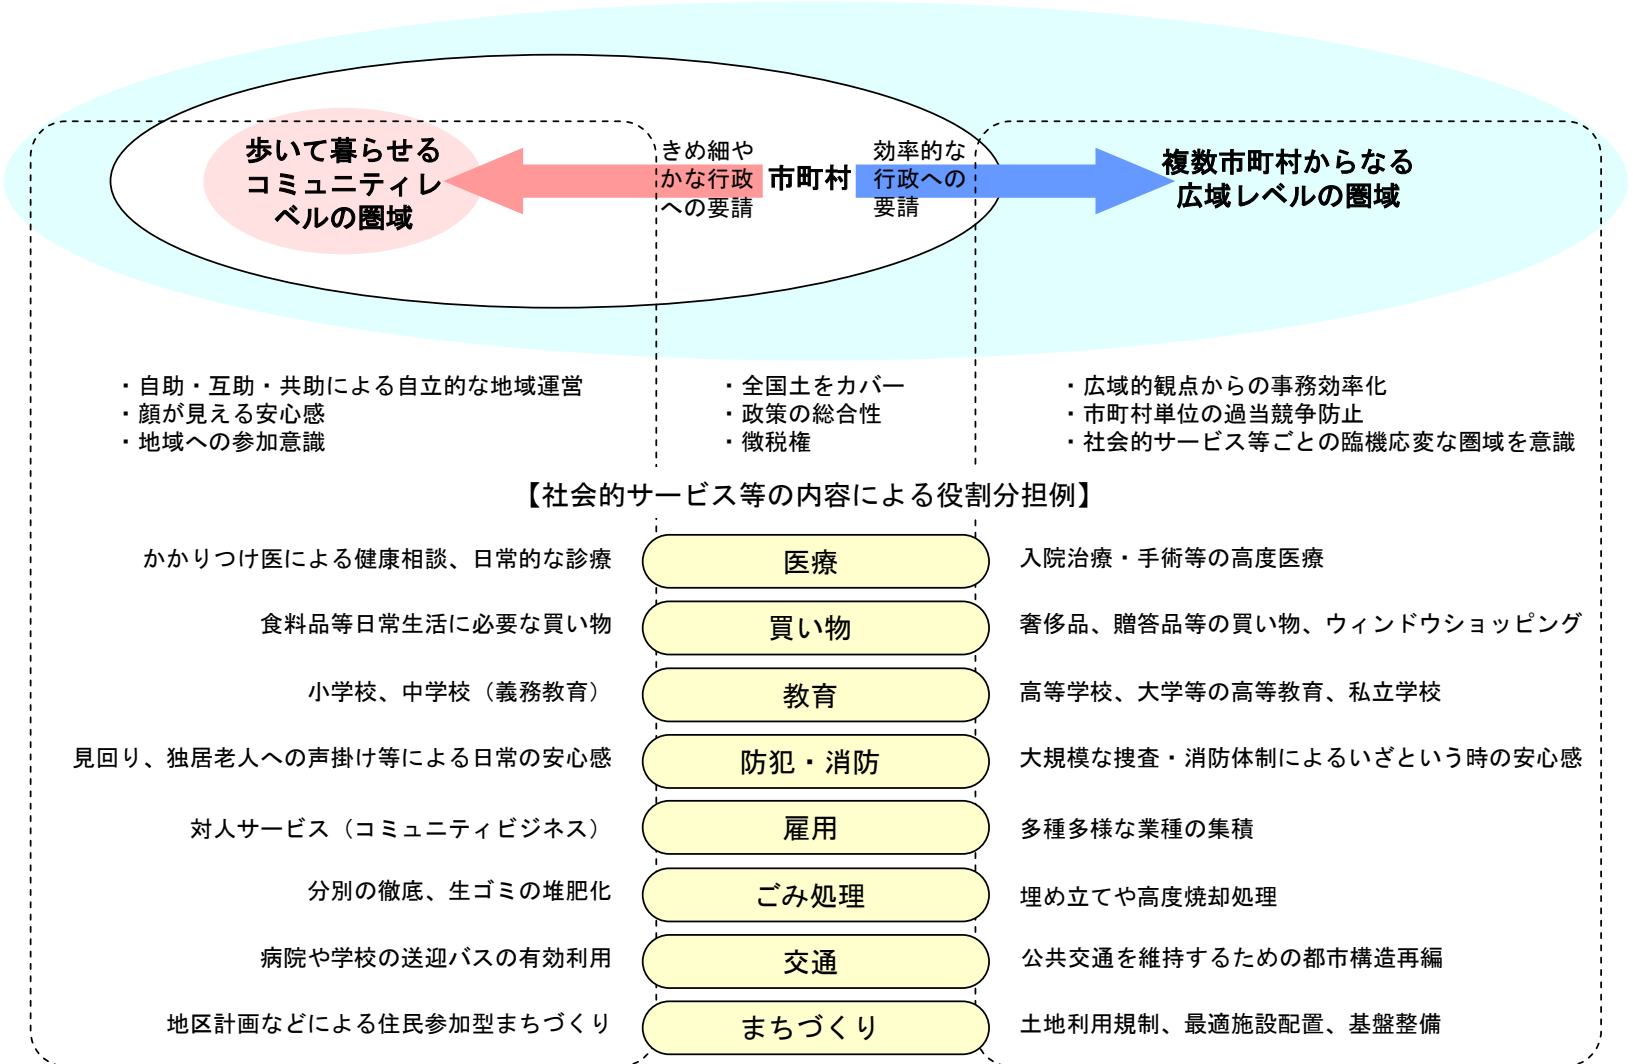 歩いて暮らせる
コミュニティレ
ベルの圏域
きめ細や
かな行政
への要請
市町村
効率的な
行政への
要請
複数市町村からなる
広域レベルの圏域
・自助・互助・共助による自立的な地域運営
・顔が見える安心感
・地域への参加意識
・全国土をカバー
・政策の総合性
・徴税権
・広域的観点からの事務効率化
・市町村単位の過当競争防止
・社会的サービス等ごとの臨機応変な圏域を意識
【社会的サービス等の内容による役割分担例】
かかりつけ医による健康相談、日常的な診療
医療
入院治療・手術等の高度医療
食料品等日常生活に必要な買い物
買い物
奢侈品、贈答品等の買い物、ウィンドウショッピング
小学校、中学校（義務教育）
教育
高等学校、大学等の高等教育、私立学校
見回り、独居老人への声掛け等による日常の安心感
防犯・消防
大規模な捜査・消防体制によるいざという時の安心感
対人サービス（コミュニティビジネス）
雇用
多種多様な業種の集積
分別の徹底、生ゴミの堆肥化
ごみ処理
埋め立てや高度焼却処理
病院や学校の送迎バスの有効利用
交通
公共交通を維持するための都市構造再編
地区計画などによる住民参加型まちづくり
まちづくり
土地利用規制、最適施設配置、基盤整備